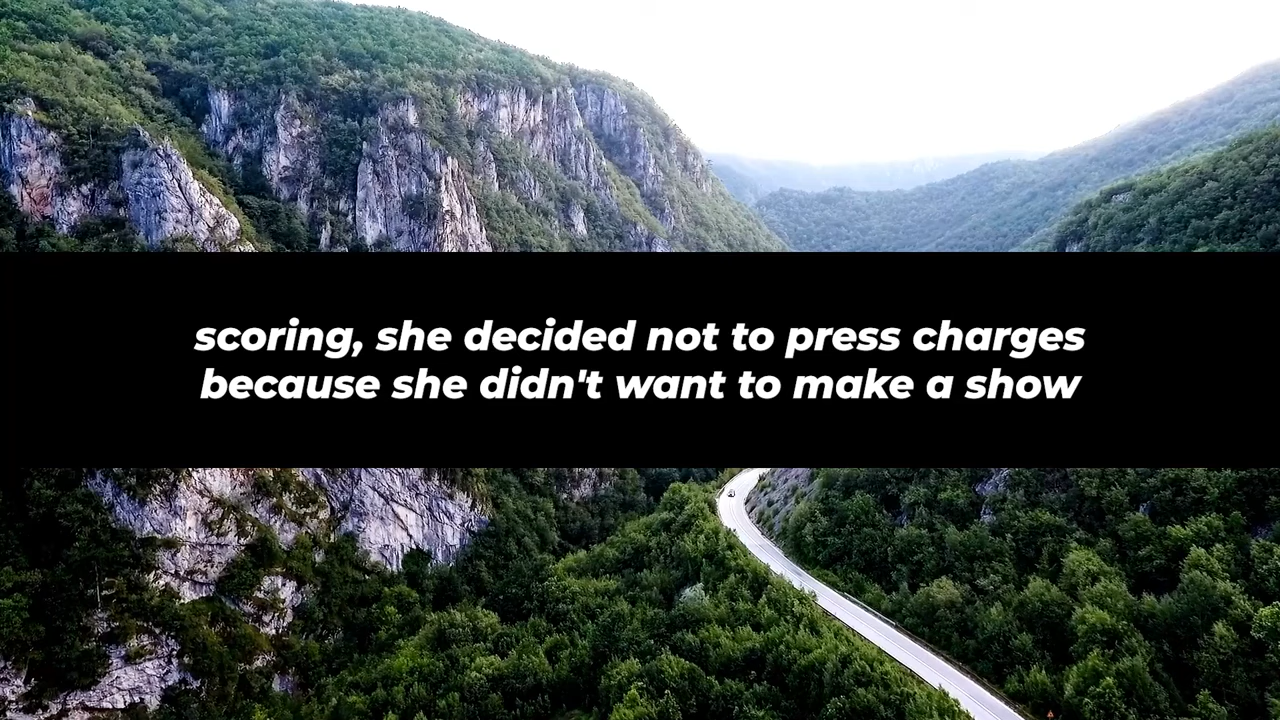 scoring, she decided not to press charges
because she didn't want to make a show